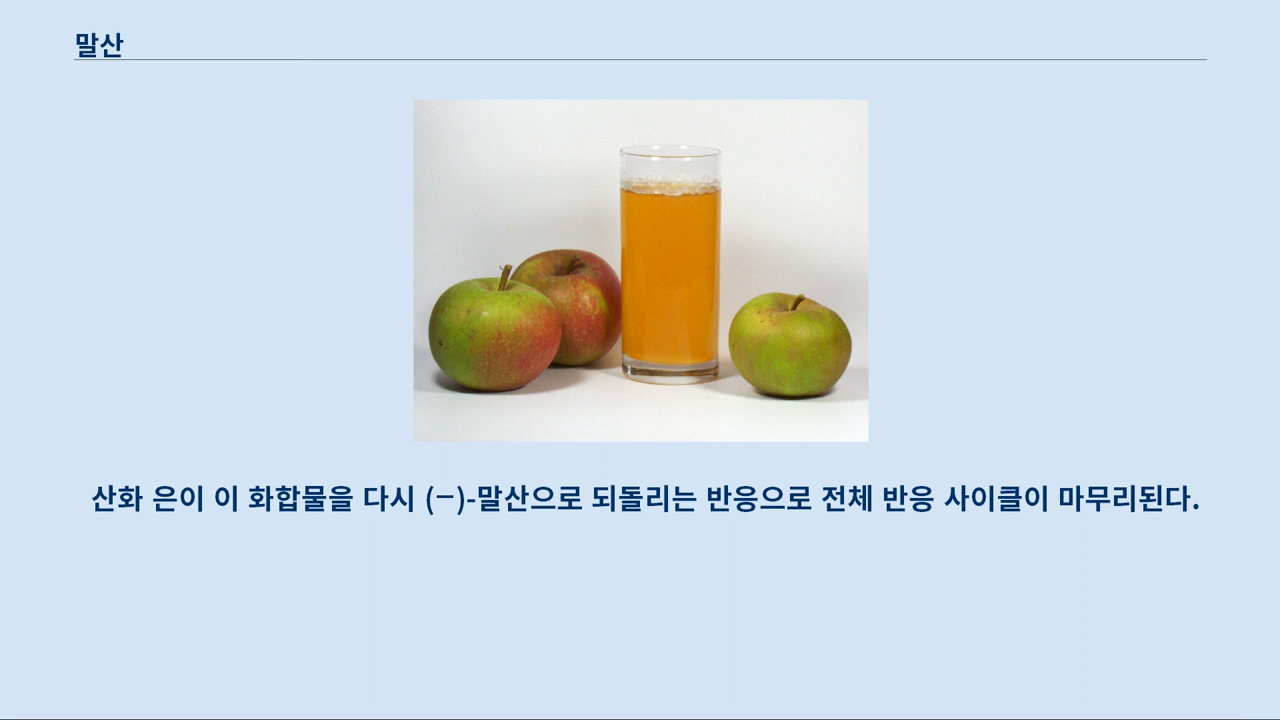 말산
산화 은이 이 화합물을 다시 (−)-말산으로 되돌리는 반응으로 전체 반응 사이클이 마무리된다.